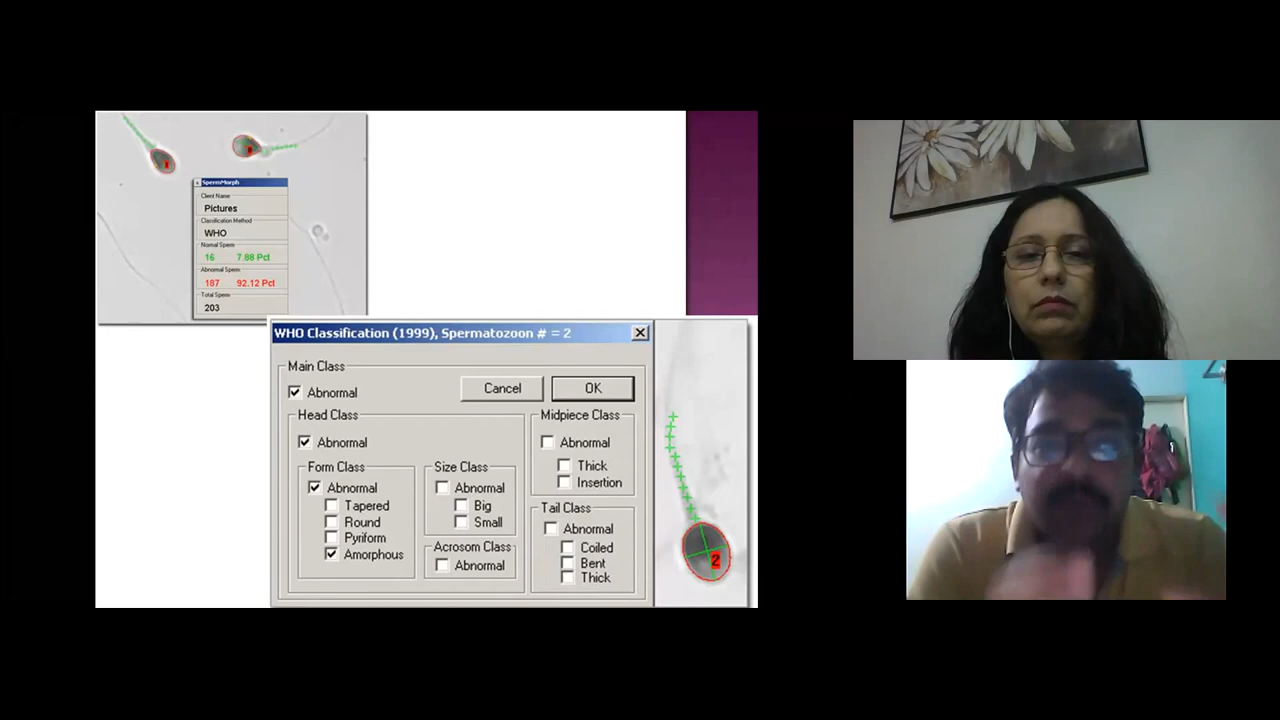 SpermMorph
Client Name
Pictures
Classification Method
WHO
Normal Sperm
16 7.88 Pct
Abnormal Sperm
187 92.12 Pct
Total Sperm
203
WHO Classification (1999), Spermatozoon # = 2
Main Class
Abnormal
Cancel
OK
Head Class
Abnormal
Form Class
Abnormal
Tapered
Round
Pyriform
Amorphous
Size Class
Abnormal
Big
Small
Acrosom Class
Abnormal
Midpiece Class
Abnormal
Thick
Insertion
Tail Class
Abnormal
Coiled
Bent
Thick
2